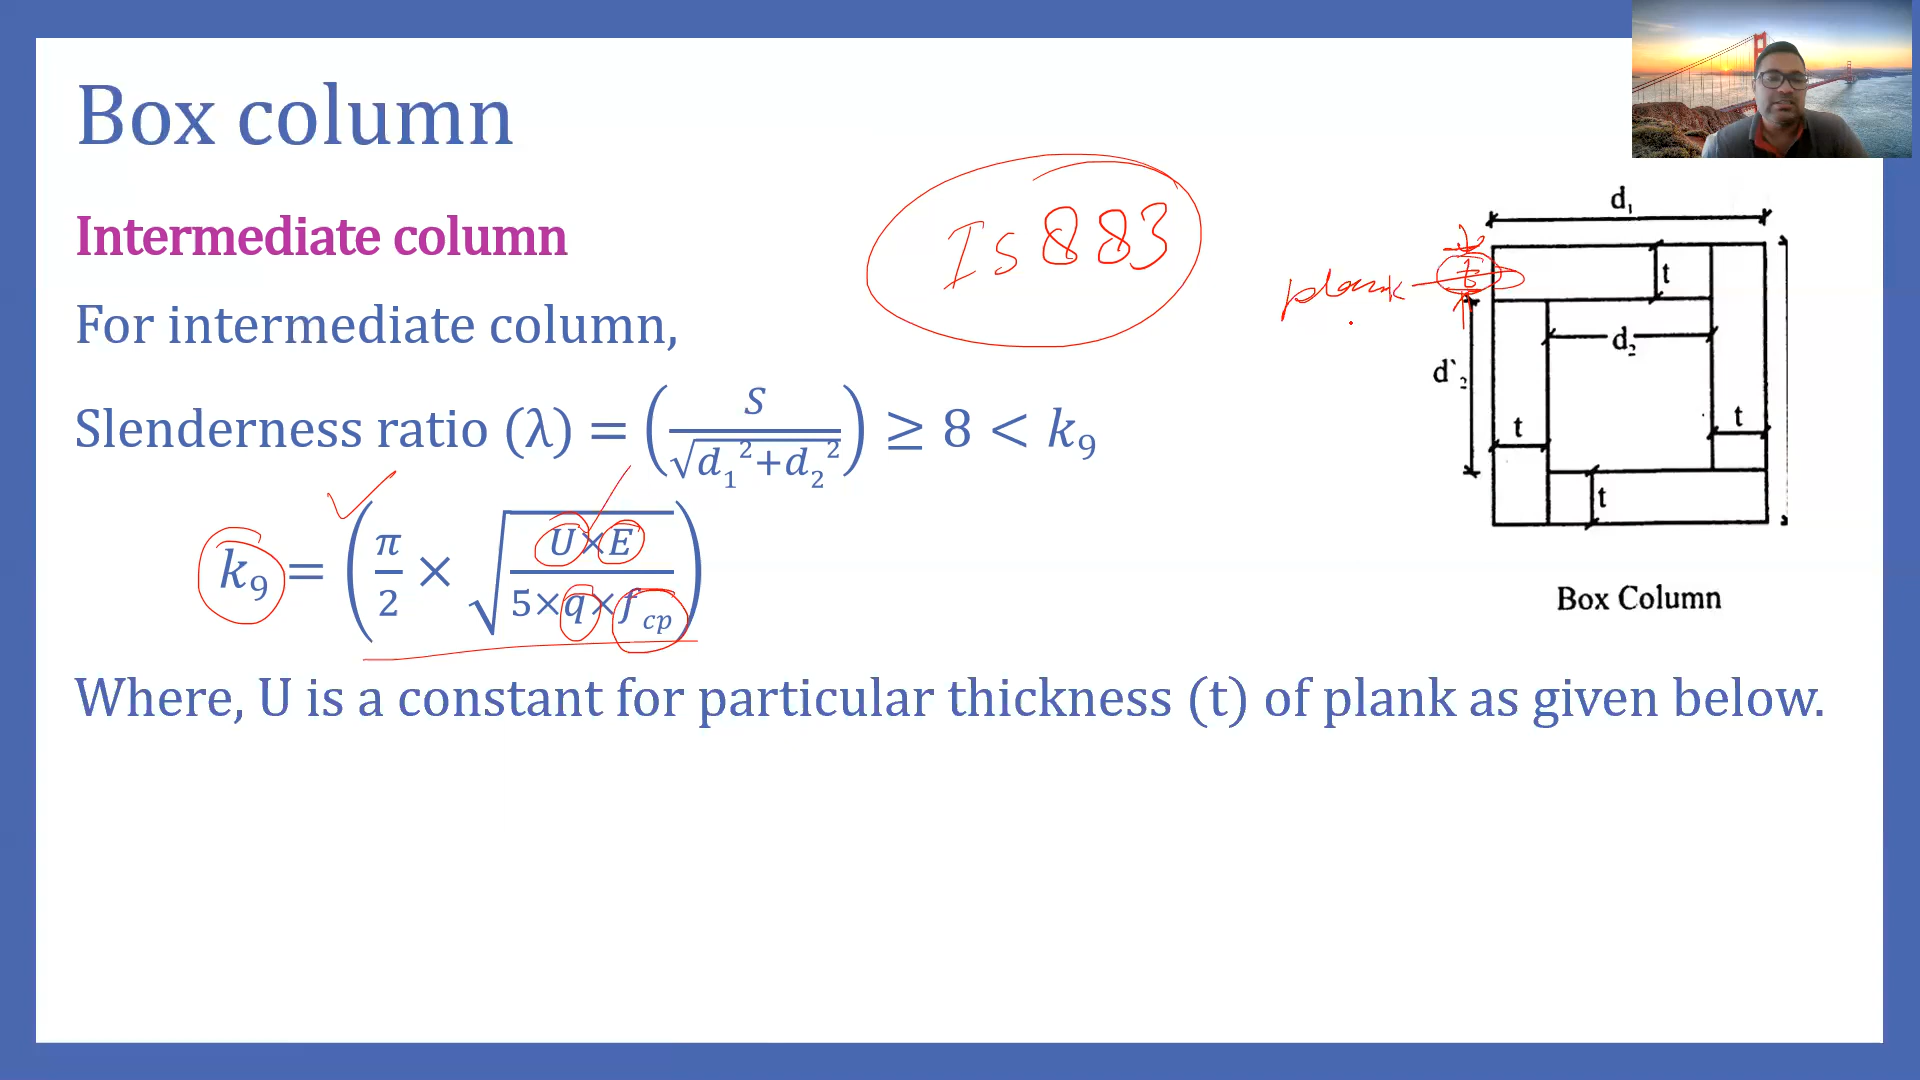 Box column
Intermediate column
Is 883
For intermediate column,
Slenderness ratio (λ) = (S / √(d₁²+d₂²)) ≥ 8 < k₉
k₉ = (π/2 × √((U×E) / (5×q×f_cp)))
Where, U is a constant for particular thickness (t) of plank as given below.
d₁
plank
t
t
d₂
d`₂
t
t
t
Box Column